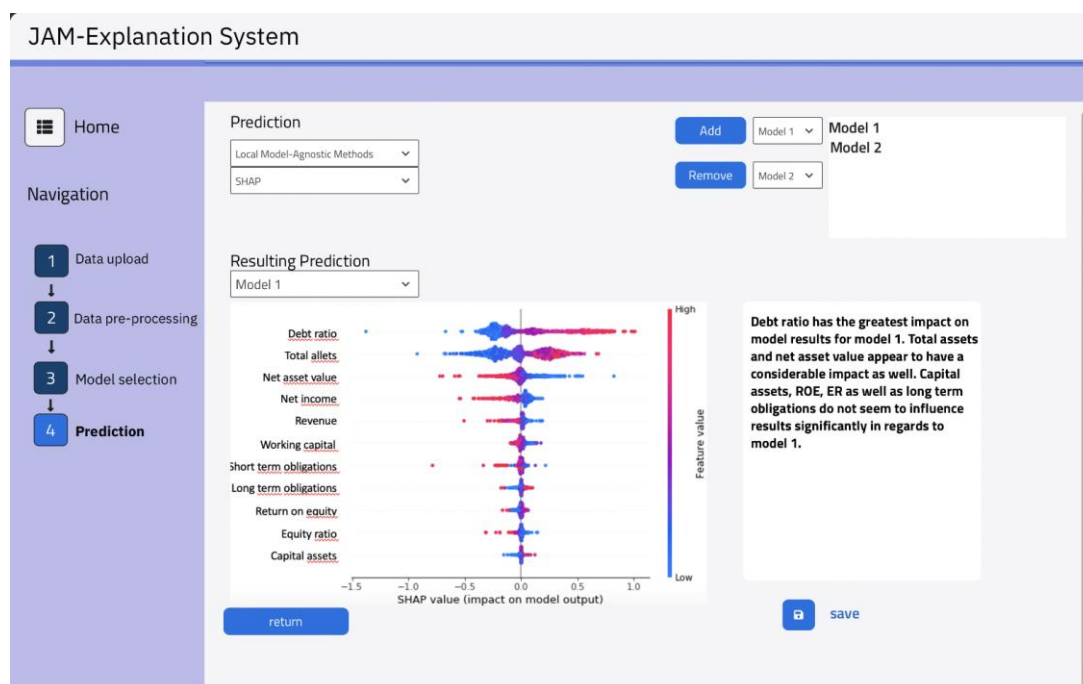 JAM-Explanation System
Home
Navigation
1 Data upload
2 Data pre-processing
3 Model selection
4 Prediction
Prediction
Local Model-Agnostic Methods
SHAP
Add
Model 1
Remove
Model 2
Model 1
Model 2
Resulting Prediction
Model 1
Debt ratio
Total allets
Net asset value
Net income
Revenue
Working capital
Short term obligations
Long term obligations
Return on equity
Equity ratio
Capital assets
−1.5 −1.0 −0.5 0.0 0.5 1.0
SHAP value (impact on model output)
High
Feature value
Low
Debt ratio has the greatest impact on
model results for model 1. Total assets
and net asset value appear to have a
considerable impact as well. Capital
assets, ROE, ER as well as long term
obligations do not seem to influence
results significantly in regards to
model 1.
return
save